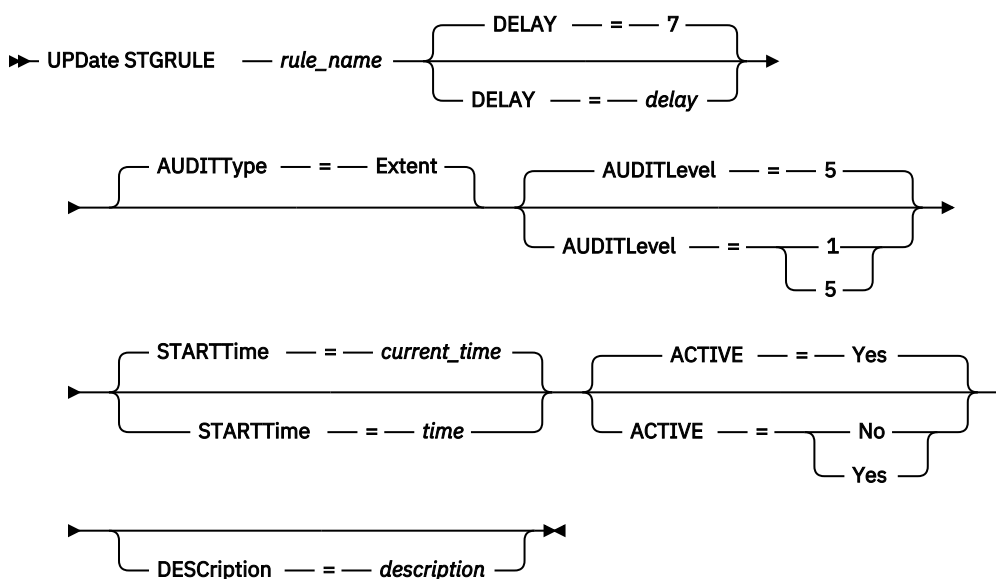 DELAY = 7
UPDate STGRULE rule_name
DELAY = delay
AUDITType = Extent
AUDITLevel = 5
AUDITLevel = 1
5
STARTTime = current_time
STARTTime = time
ACTIVE = Yes
ACTIVE = No
Yes
DESCription = description